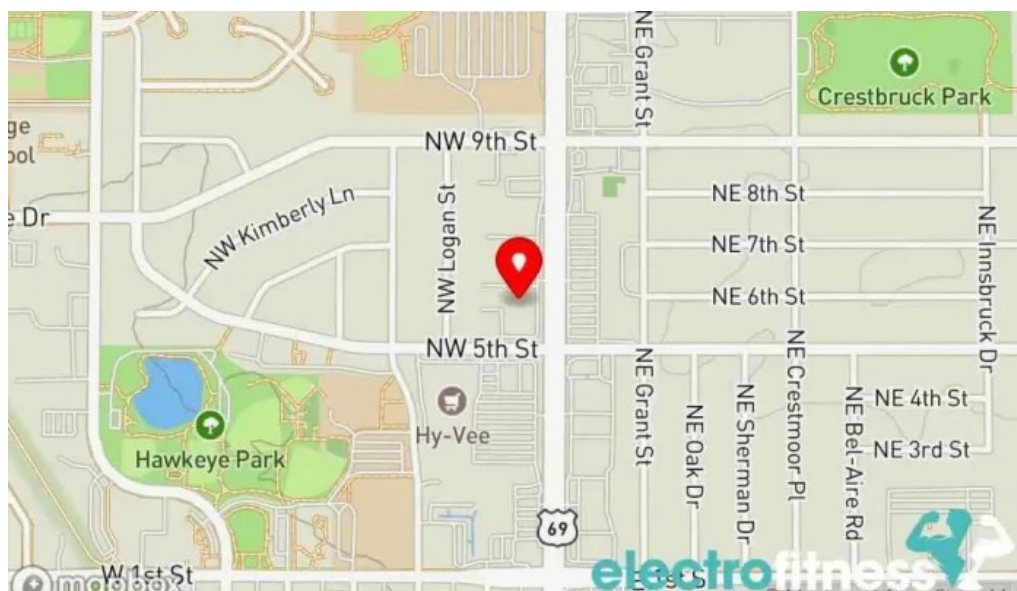 NE Grant St
Crestbruck Park
ge
ool
NW 9th St
NE 8th St
NW Kimberly Ln
NW Logan St
e Dr
NE 7th St
NE Innsbruck Dr
NE 6th St
NW 5th St
NE Grant St
NE Oak Dr
NE Sherman Dr
NE Crestmoor Pl
NE Bel-Aire Rd
NE 4th St
Hy-Vee
NE 3rd St
Hawkeye Park
69
W 1st St
E 1st S
mapbox
electrofitness